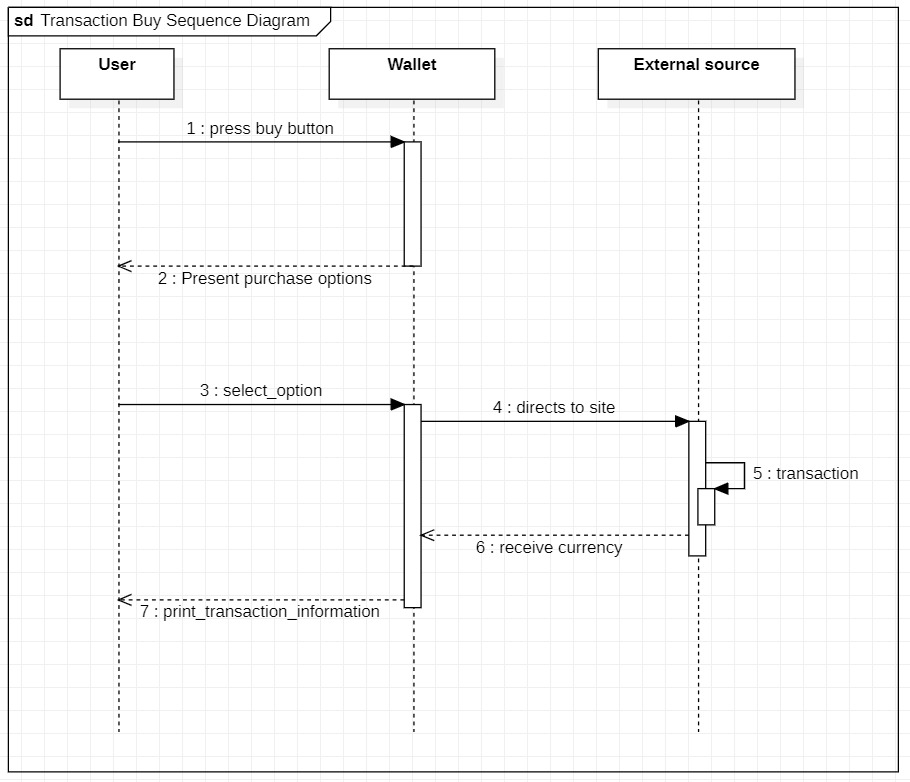 sd Transaction Buy Sequence Diagram
User
Wallet
External source
1 : press buy button
2 : Present purchase options
3 : select_option
4 : directs to site
5 : transaction
6 : receive currency
7 : print_transaction_information